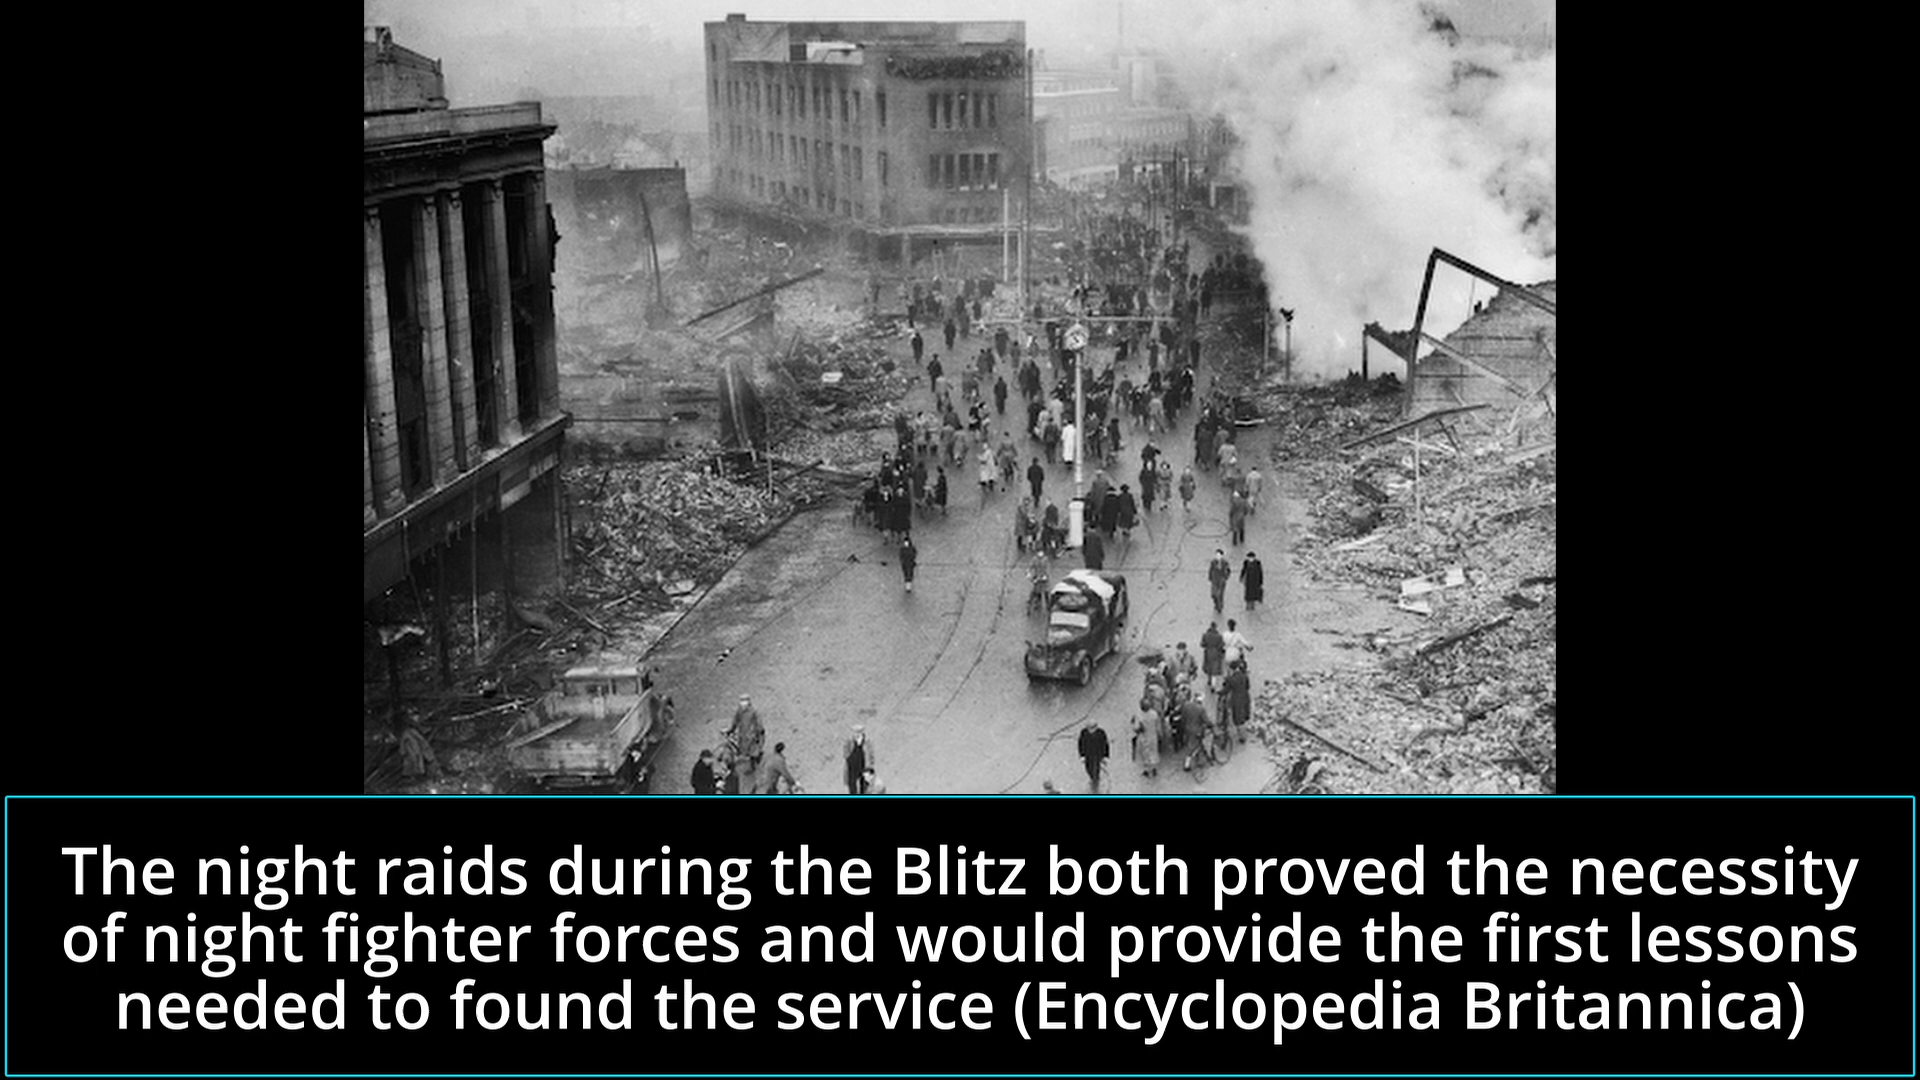 The night raids during the Blitz both proved the necessity
of night fighter forces and would provide the first lessons
needed to found the service (Encyclopedia Britannica)